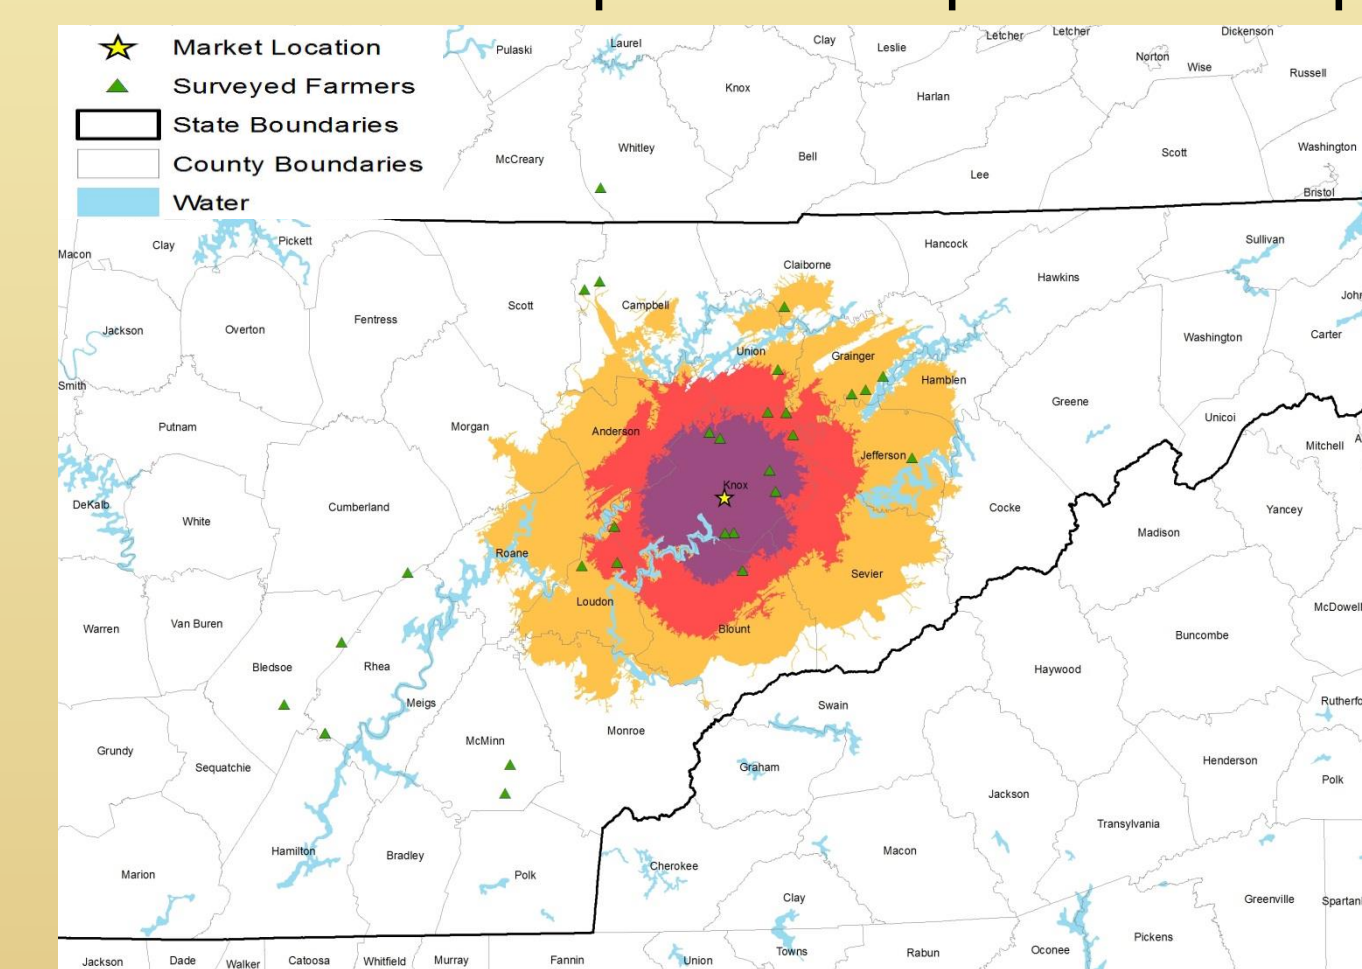 Market Location
Surveyed Farmers
State Boundaries
County Boundaries
Water
Pulaski
Laurel
Clay
Leslie
Letcher
Letcher
Dickenson
Norton
Wise
Russell
Knox
Harlan
McCreary
Whitley
Bell
Lee
Scott
Washington
Bristol
Macon
Clay
Pickett
Hancock
Sullivan
Claiborne
Hawkins
Scott
Campbell
Jackson
Overton
Fentress
Washington
Carter
Union
Grainger
Hamblen
Smith
Greene
Unicoi
Putnam
Morgan
Anderson
Mitchell
Jefferson
Knox
DeKalb
White
Cumberland
Cocke
Madison
Yancey
Roane
Sevier
Loudon
Blount
McDowell
Warren
Van Buren
Buncombe
Bledsoe
Rhea
Haywood
Meigs
Swain
Monroe
McMinn
Grundy
Sequatchie
Graham
Henderson
Polk
Jackson
Transylvania
Hamilton
Bradley
Macon
Marion
Polk
Cherokee
Clay
Greenville
Pickens
Jackson
Dade
Walker
Catoosa
Whitfield
Murray
Fannin
Union
Towns
Rabun
Oconee